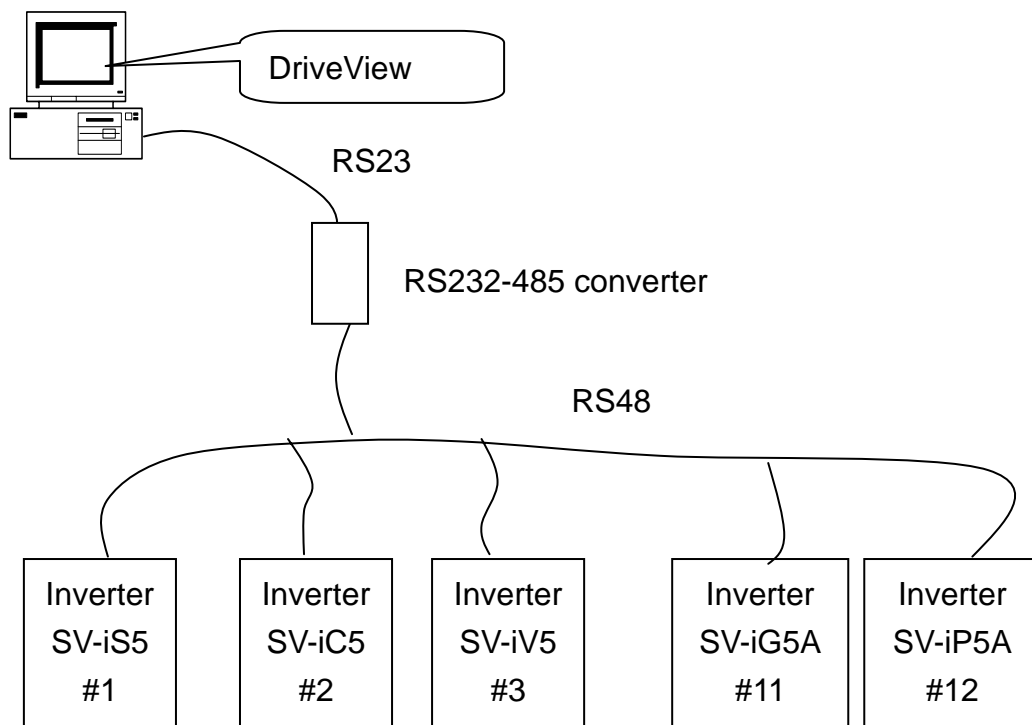 DriveView
RS23
RS232-485 converter
RS48
Inverter
SV-iS5
#1
Inverter
SV-iC5
#2
Inverter
SV-iV5
#3
Inverter
SV-iG5A
#11
Inverter
SV-iP5A
#12